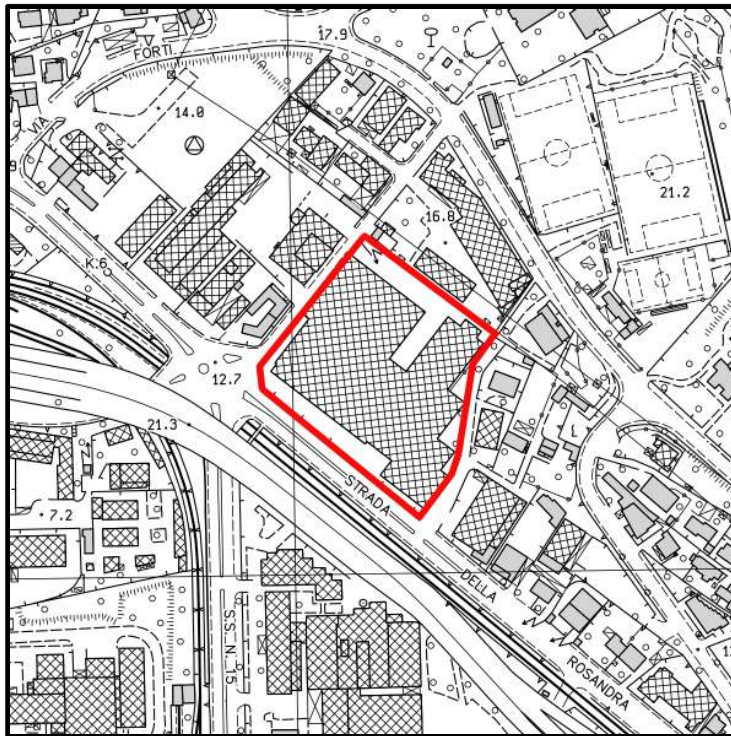 17.9
FORTI
14.0
VIA
9
21.2
16.8
K.6
12.7
21.3
STRADA
7.2
DELLA
S.S. N. 15
ROSANDRA